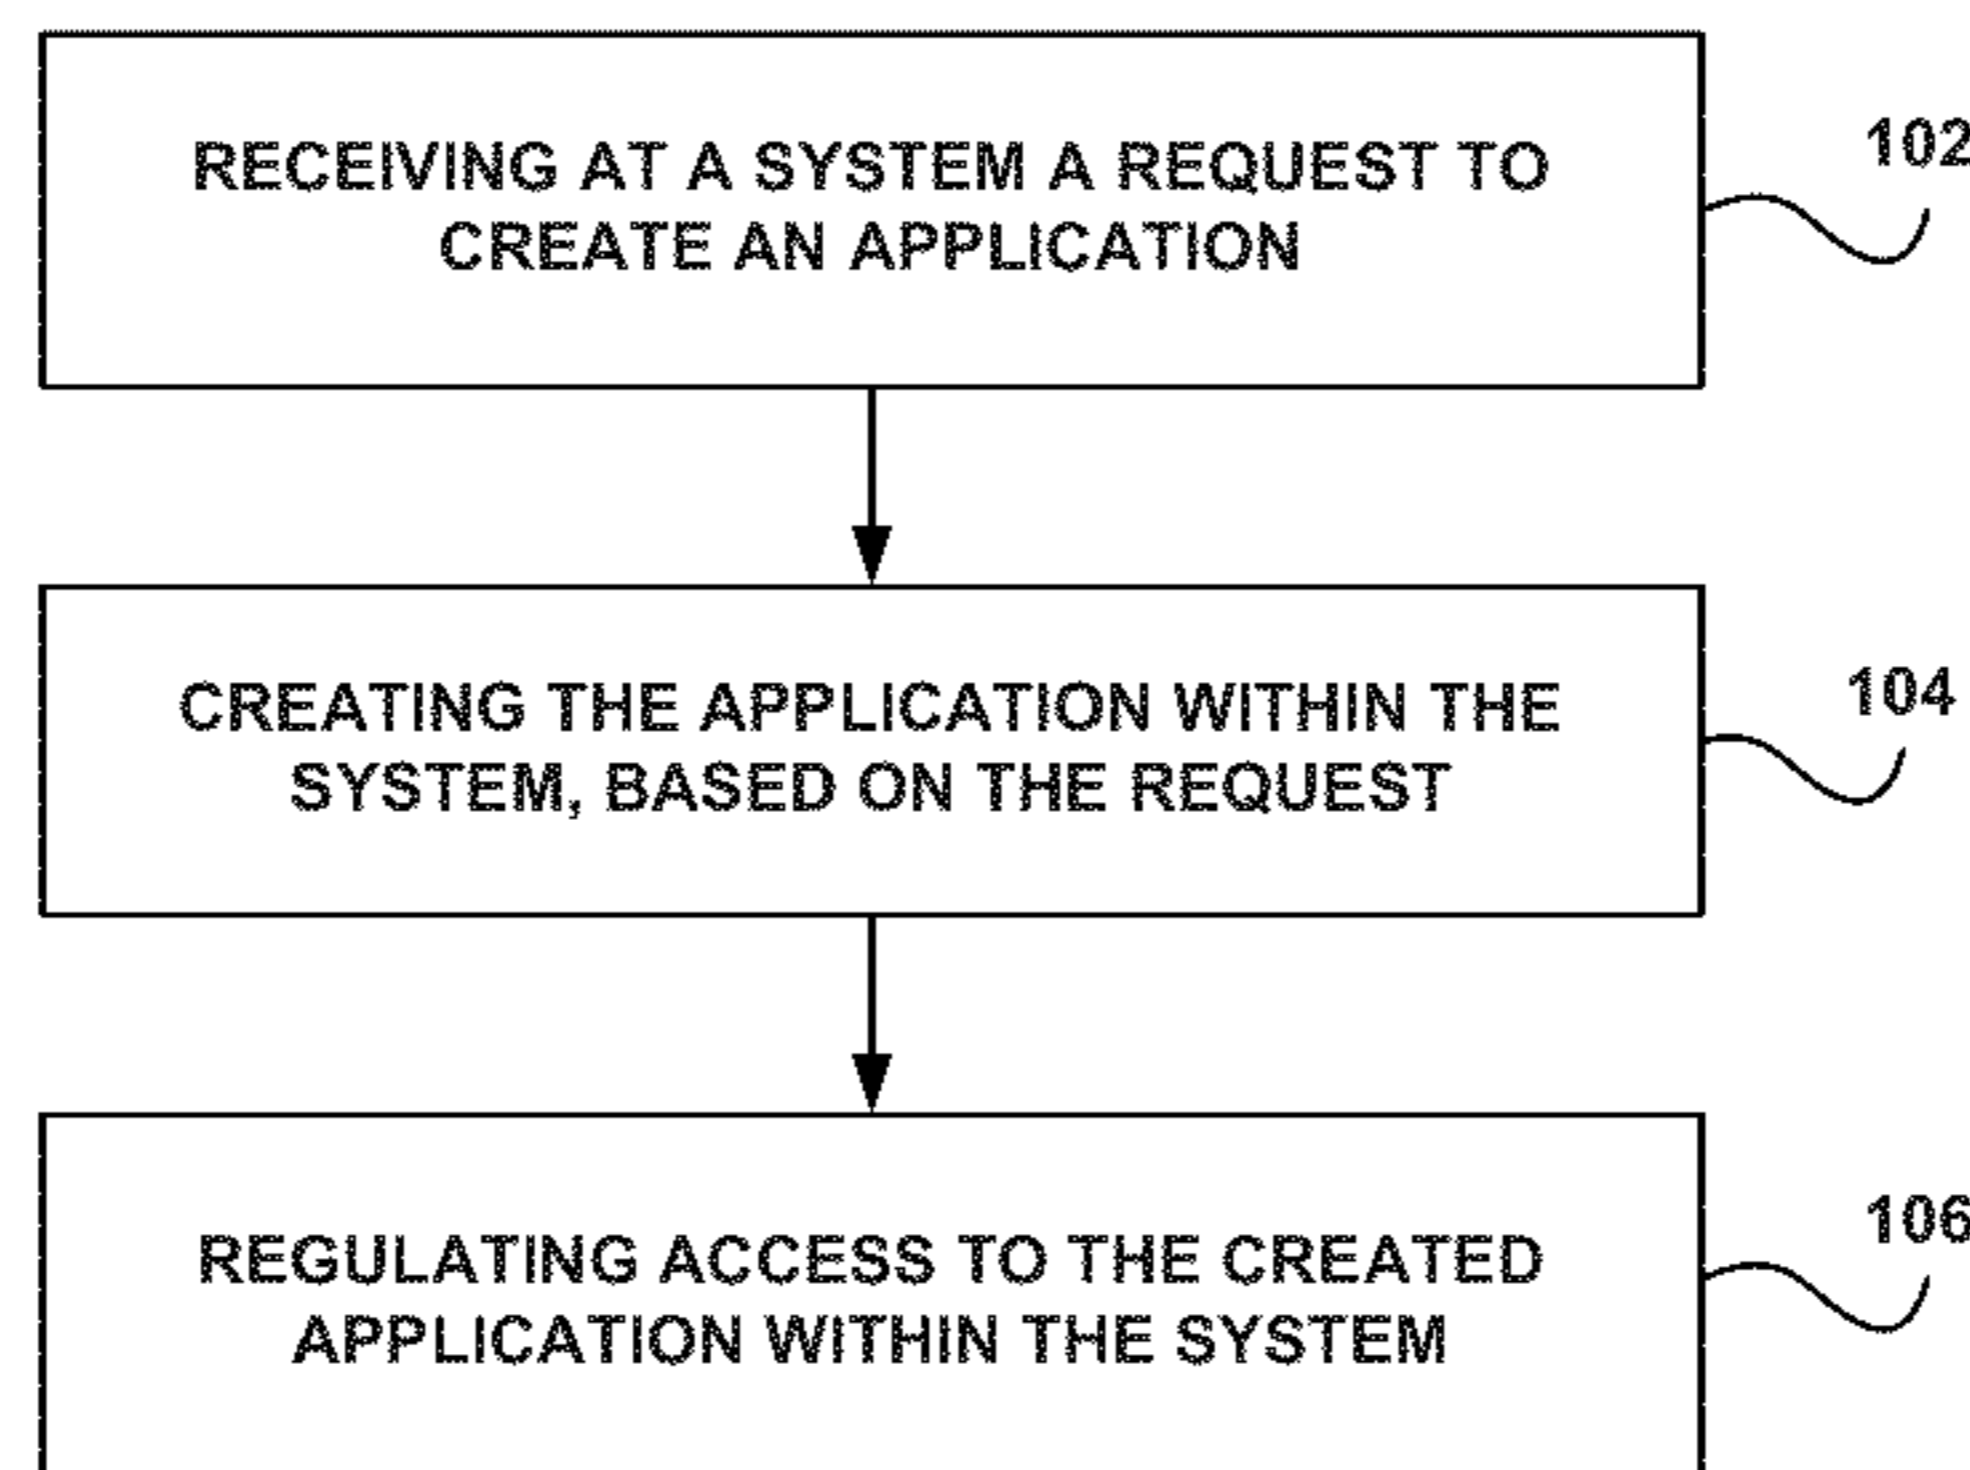 RECEIVING AT A SYSTEM A REQUEST TO
CREATE AN APPLICATION
102
CREATING THE APPLICATION WITHIN THE
SYSTEM, BASED ON THE REQUEST
104
REGULATING ACCESS TO THE CREATED
APPLICATION WITHIN THE SYSTEM
106